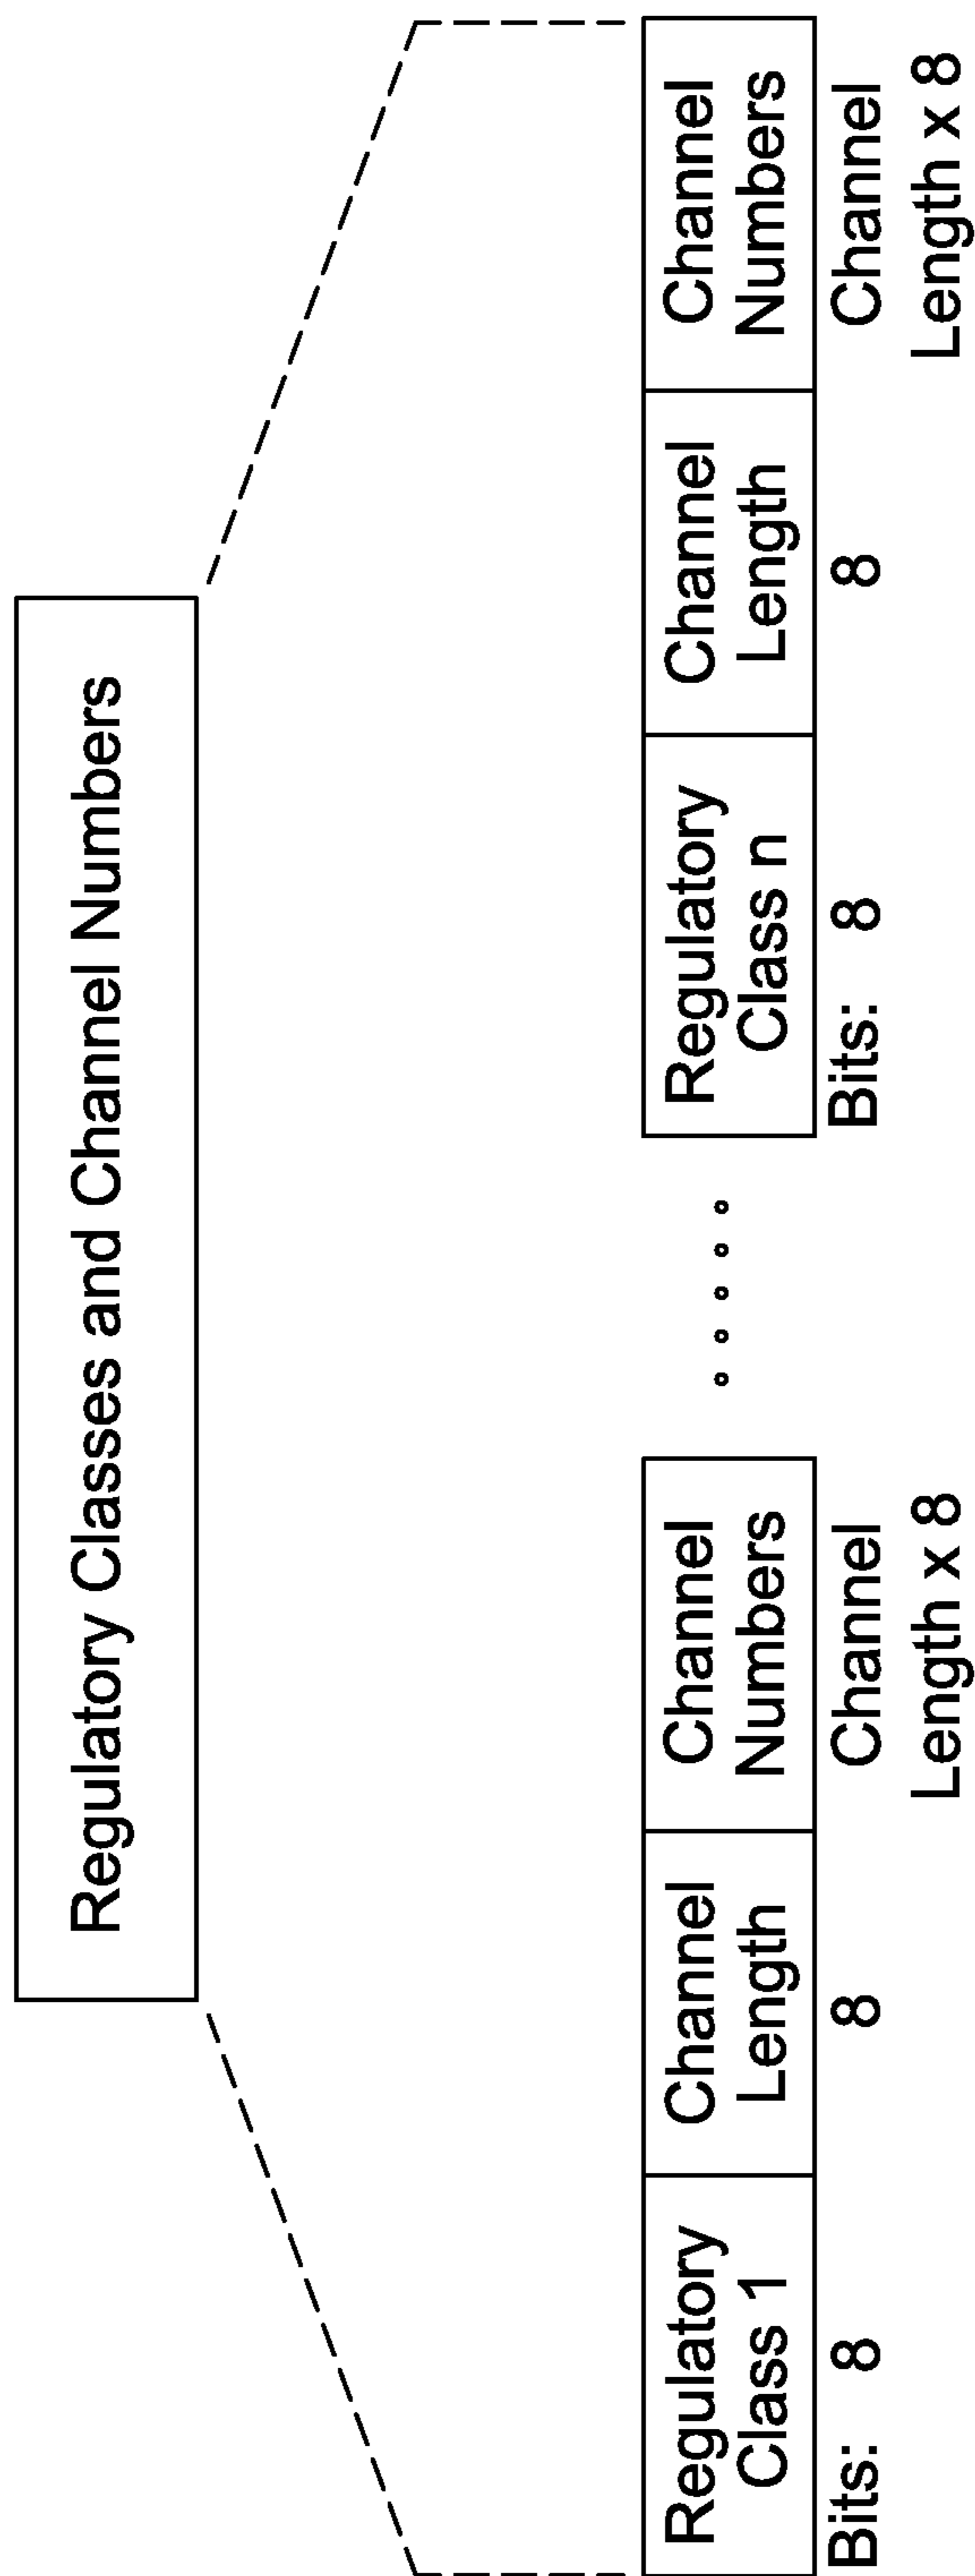 Regulatory Classes and Channel Numbers
Regulatory
Class 1
Channel
Length
Channel
Numbers
Bits: 8
8
Channel
Length x 8
Regulatory
Class n
Channel
Length
Channel
Numbers
Bits: 8
8
Channel
Length x 8